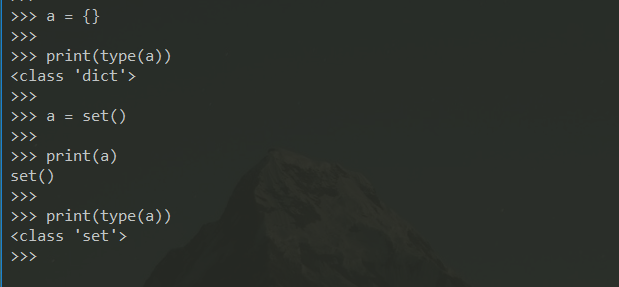 >>>
>>> a = {}
>>>
>>> print(type(a))
<class 'dict'>
>>>
>>> a = set()
>>>
>>> print(a)
set()
>>>
>>> print(type(a))
<class 'set'>
>>>